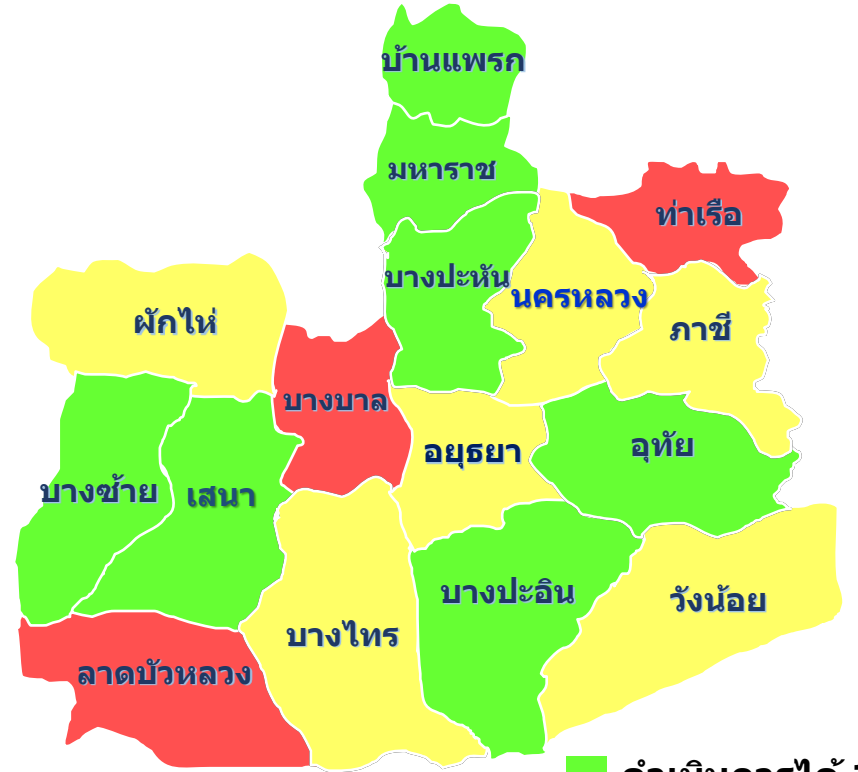 บ้านแพรก
มหาราช
ท่าเรือ
บางปะหัน
นครหลวง
ผักไห่
ภาชี
บางบาล
อยุธยา
อุทัย
บางซ้าย
เสนา
บางปะอิน
วังน้อย
บางไทร
ลาดบัวหลวง